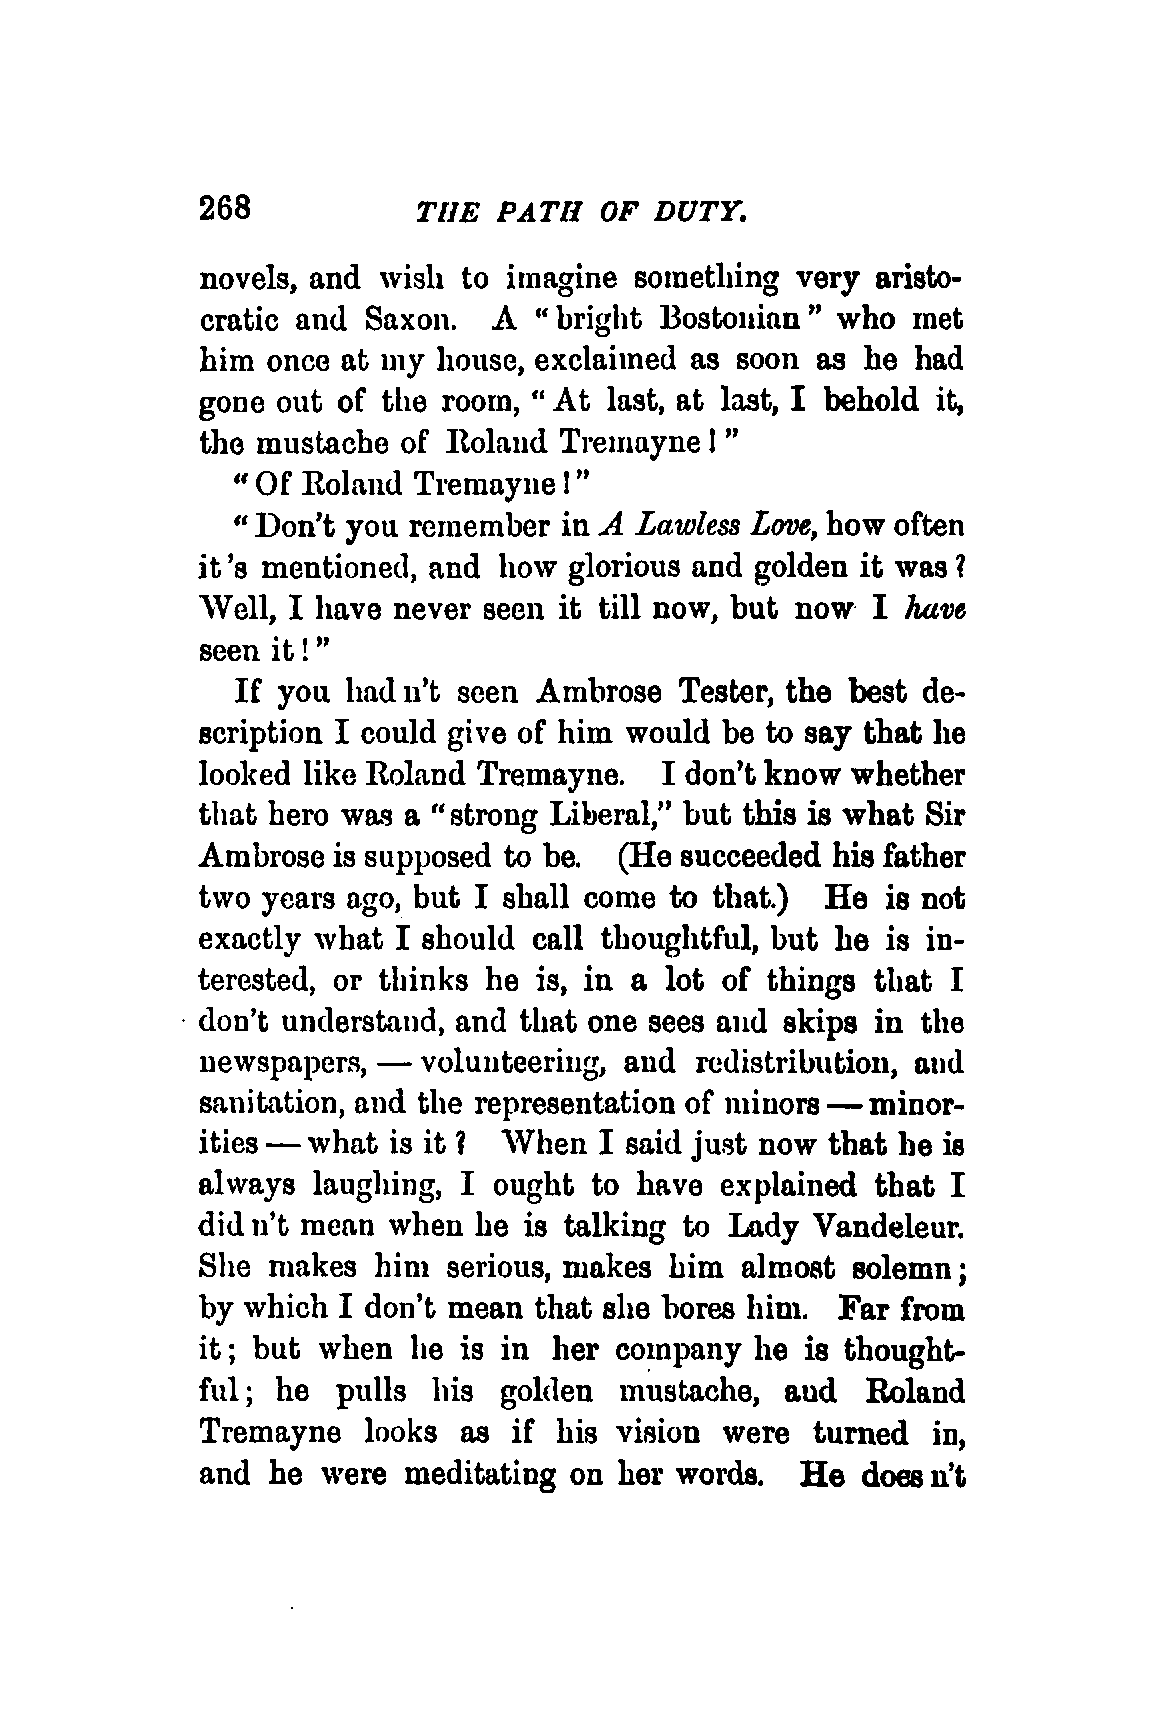 268 THE PATH OF DUTY.
novels, and wish to imagine something very aristo-
cratic and Saxon. A "bright Bostonian" who met
him once at my house, exclaimed as soon as he had
gone out of the room, "At last, at last, I behold it,
the mustache of Roland Tremayne!"
"Of Roland Tremayne!"
"Don't you remember in A Lawless Love, how often
it's mentioned, and how glorious and golden it was?
Well, I have never seen it till now, but now I have
seen it!"
If you had n't seen Ambrose Tester, the best de-
scription I could give of him would be to say that he
looked like Roland Tremayne. I don't know whether
that hero was a "strong Liberal," but this is what Sir
Ambrose is supposed to be. (He succeeded his father
two years ago, but I shall come to that.) He is not
exactly what I should call thoughtful, but he is in-
terested, or thinks he is, in a lot of things that I
don't understand, and that one sees and skips in the
newspapers, — volunteering, and redistribution, and
sanitation, and the representation of minors — minor-
ities — what is it? When I said just now that he is
always laughing, I ought to have explained that I
did n't mean when he is talking to Lady Vandeleur.
She makes him serious, makes him almost solemn;
by which I don't mean that she bores him. Far from
it; but when he is in her company he is thought-
ful; he pulls his golden mustache, and Roland
Tremayne looks as if his vision were turned in,
and he were meditating on her words. He does n't